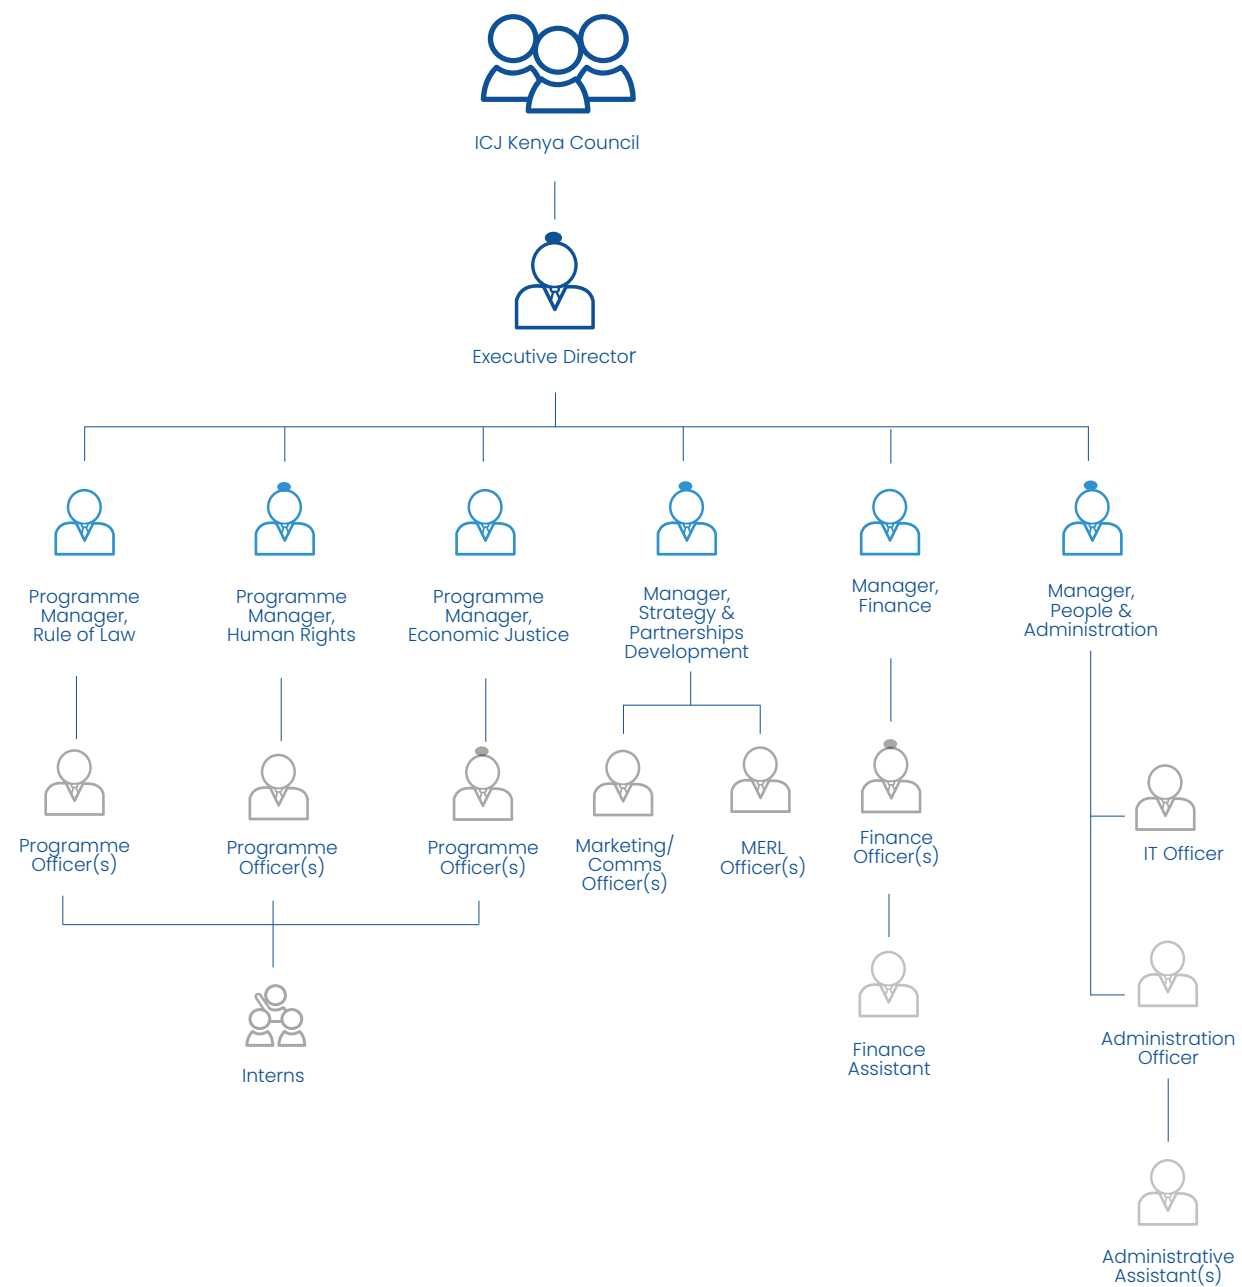 ICJ Kenya Council
Executive Director
Programme
Manager,
Rule of Law
Programme
Manager,
Human Rights
Programme
Manager,
Economic Justice
Manager,
Strategy &
Partnerships
Development
Manager,
Finance
Manager,
People &
Administration
Programme
Officer(s)
Programme
Officer(s)
Programme
Officer(s)
Marketing/
Comms
Officer(s)
MERL
Officer(s)
Finance
Officer(s)
IT Officer
Interns
Finance
Assistant
Administration
Officer
Administrative
Assistant(s)